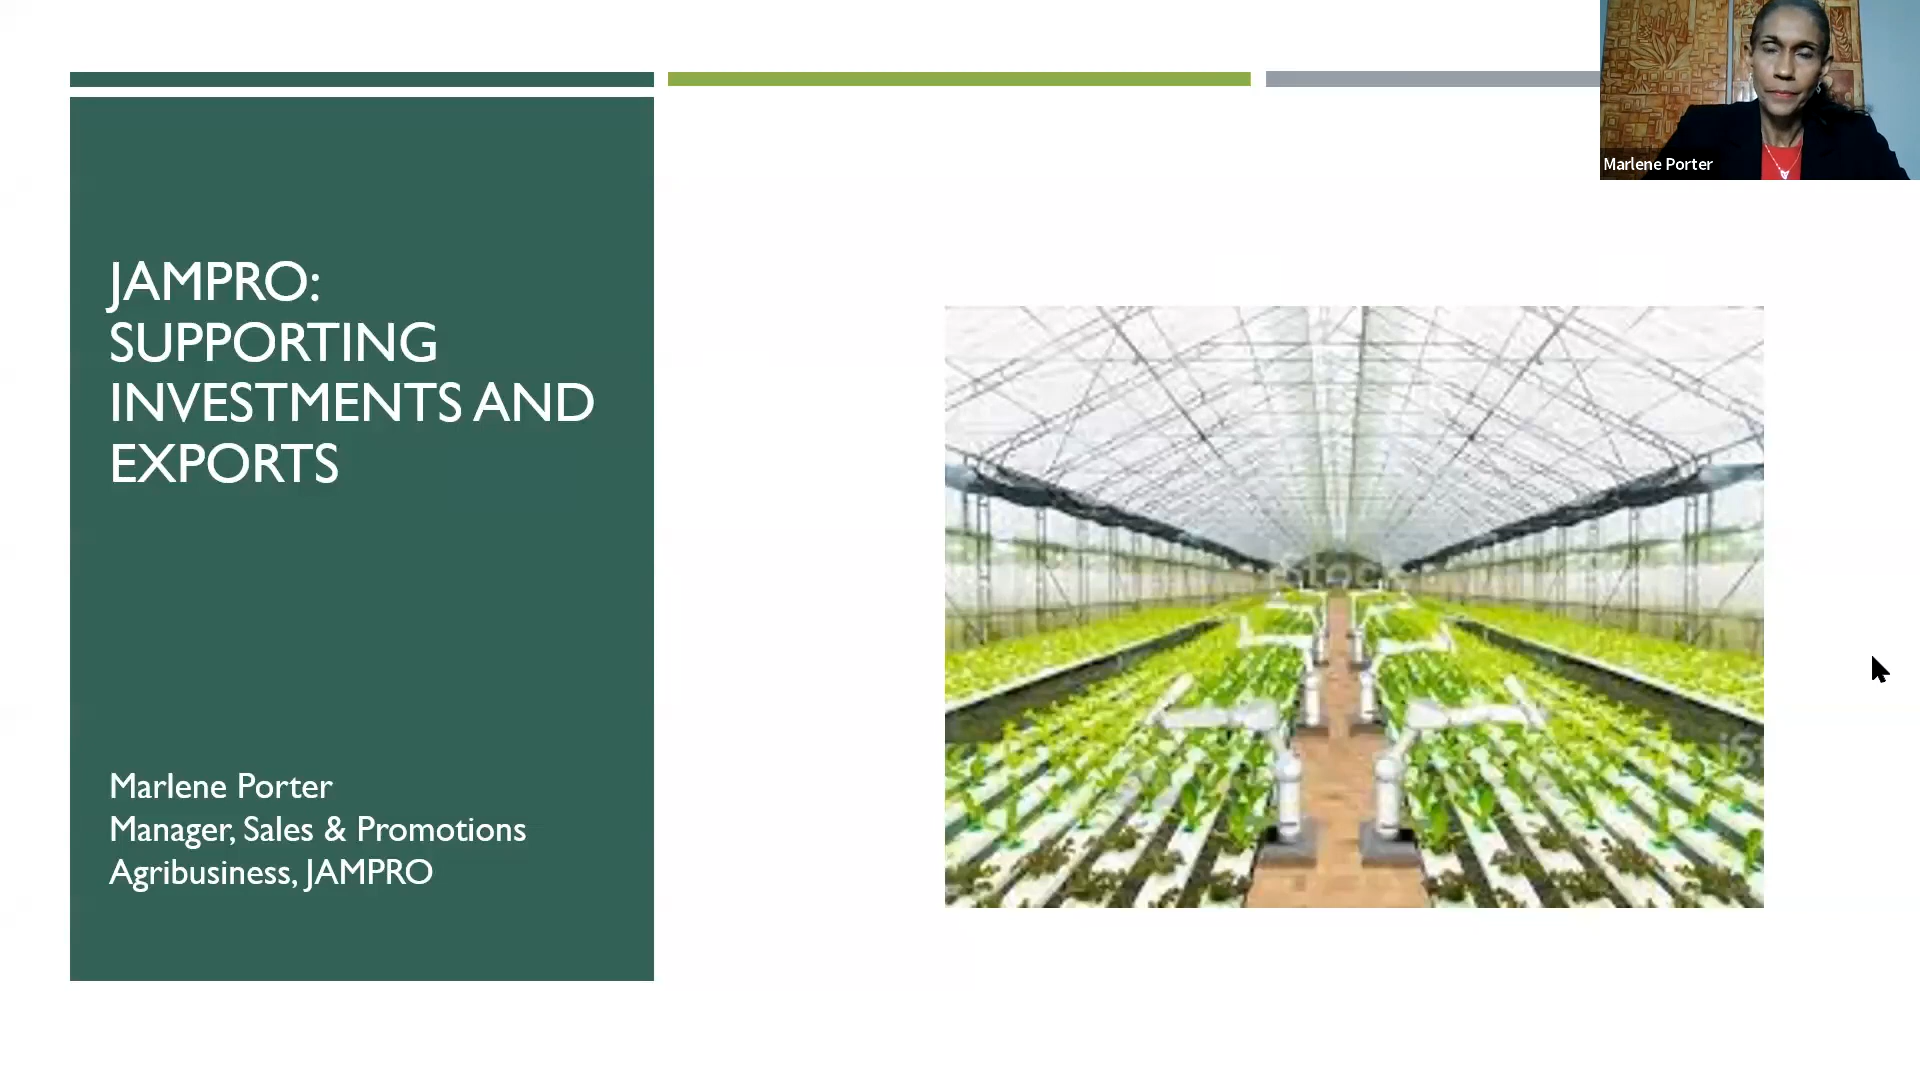 JAMPRO:
SUPPORTING
INVESTMENTS AND
EXPORTS
Marlene Porter
Manager, Sales & Promotions
Agribusiness, JAMPRO
Marlene Porter